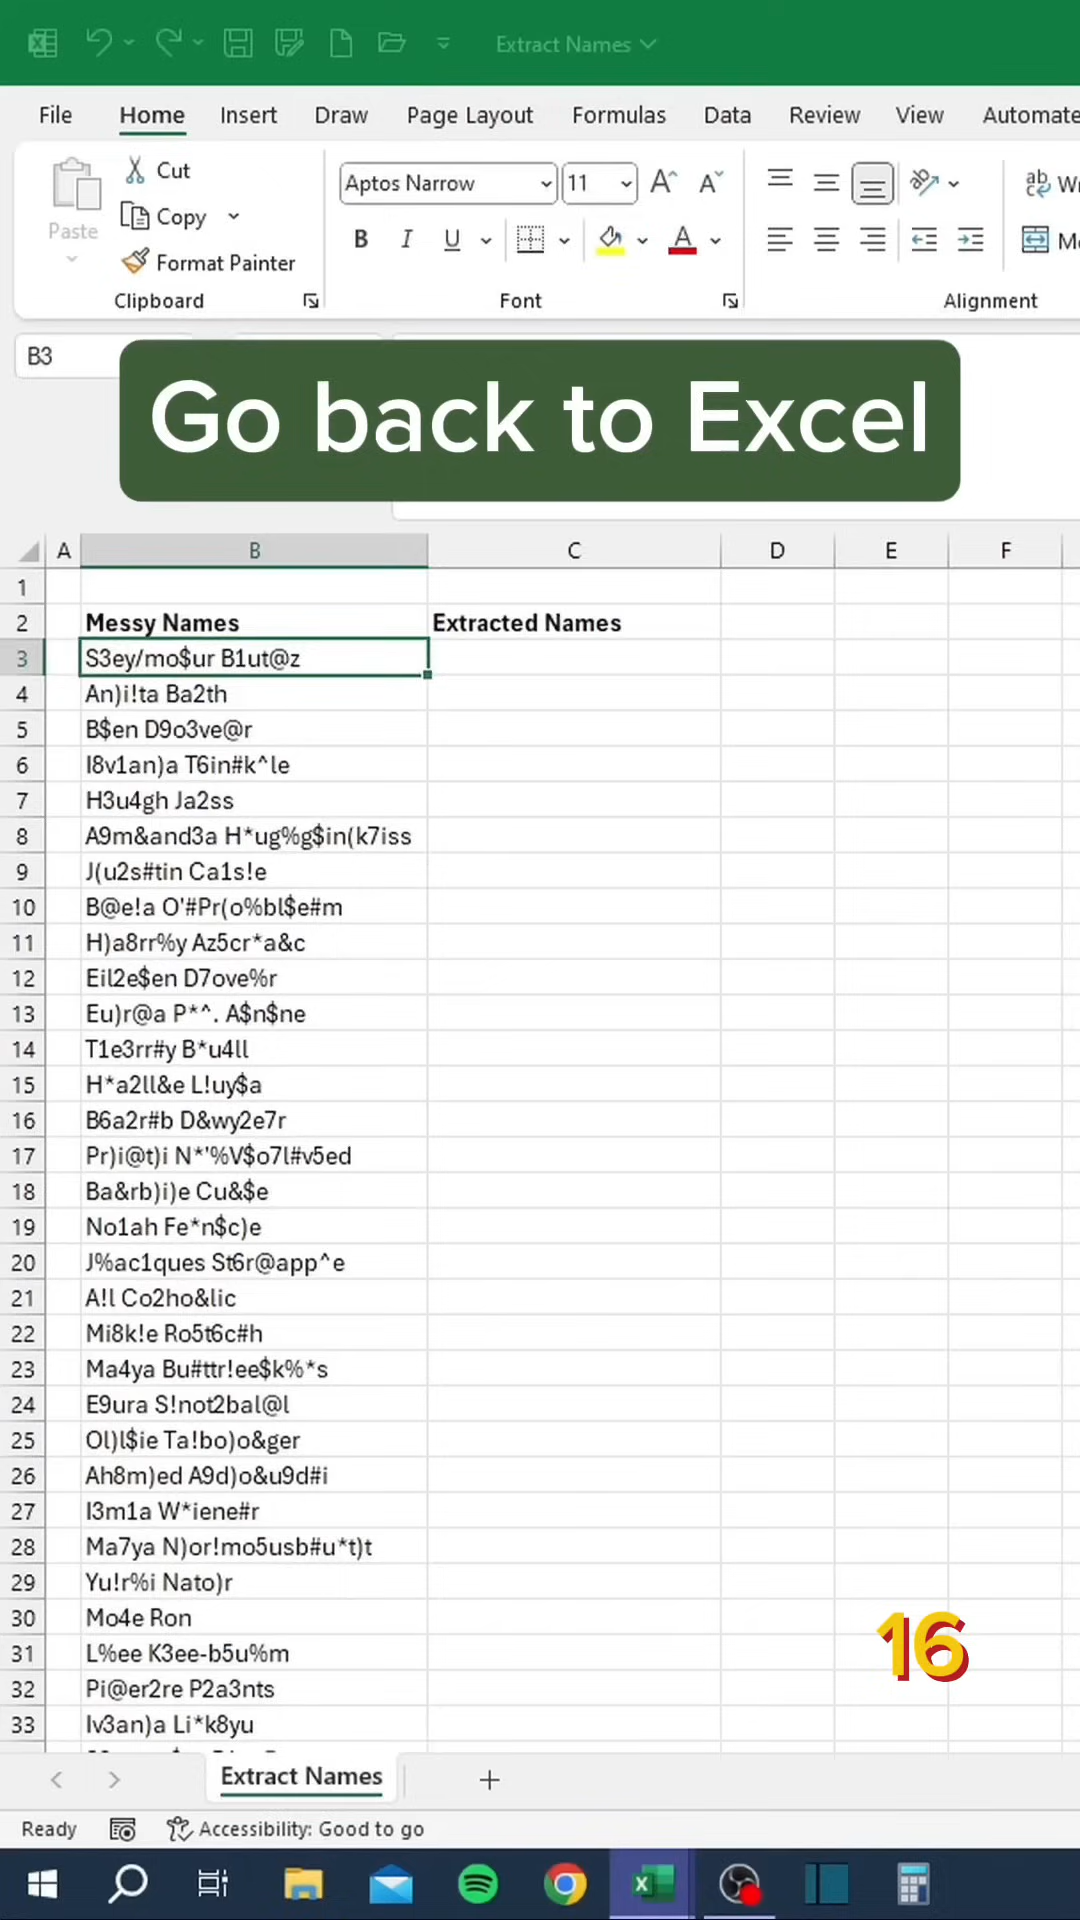 Extract Names
File Home Insert Draw Page Layout Formulas Data Review View Automate
Paste
Cut
Copy
Format Painter
Clipboard
Aptos Narrow 11
B I U
Font
Alignment
B3
Go back to Excel
A B C D E F
1
2 Messy Names Extracted Names
3 S3ey/mo$ur B1ut@z
4 An)i!ta Ba2th
5 B$en D9o3ve@r
6 I8v1an)a T6in#k^le
7 H3u4gh Ja2ss
8 A9m&and3a H*ug%g$in(k7iss
9 J(u2s#tin Ca1s!e
10 B@e!a O'#Pr(o%bl$e#m
11 H)a8rr%y Az5cr*a&c
12 Eil2e$en D7ove%r
13 Eu)r@a P*^. A$n$ne
14 T1e3rr#y B*u4ll
15 H*a2ll&e L!uy$a
16 B6a2r#b D&wy2e7r
17 Pr)i@t)i N*'%V$o7l#v5ed
18 Ba&rb)i)e Cu&$e
19 No1ah Fe*n$c)e
20 J%ac1ques St6r@app^e
21 A!l Co2ho&lic
22 Mi8k!e Ro5t6c#h
23 Ma4ya Bu#ttr!ee$k%*s
24 E9ura S!not2bal@l
25 Ol)l$ie Ta!bo)o&ger
26 Ah8m)ed A9d)o&u9d#i
27 I3m1a W*iene#r
28 Ma7ya N)or!mo5usb#u*t)t
29 Yu!r%i Nato)r
30 Mo4e Ron
31 L%ee K3ee-b5u%m
32 Pi@er2re P2a3nts
33 Iv3an)a Li*k8yu
16
Extract Names
Ready Accessibility: Good to go